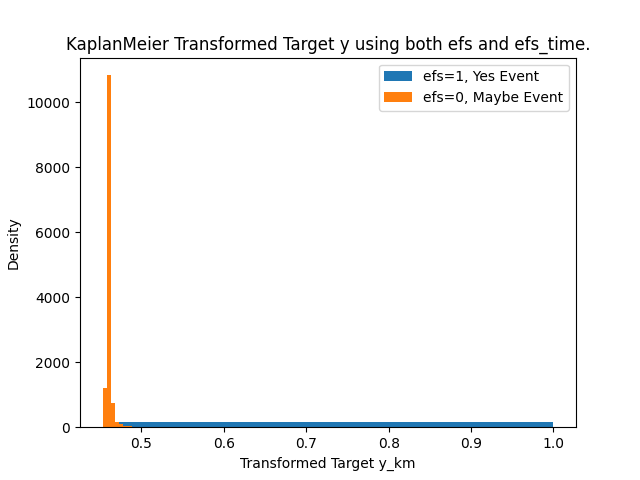 KaplanMeier Transformed Target y using both efs and efs_time.
efs=1, Yes Event
efs=0, Maybe Event
10000
8000
6000
4000
2000
0
Density
0.5 0.6 0.7 0.8 0.9 1.0
Transformed Target y_km